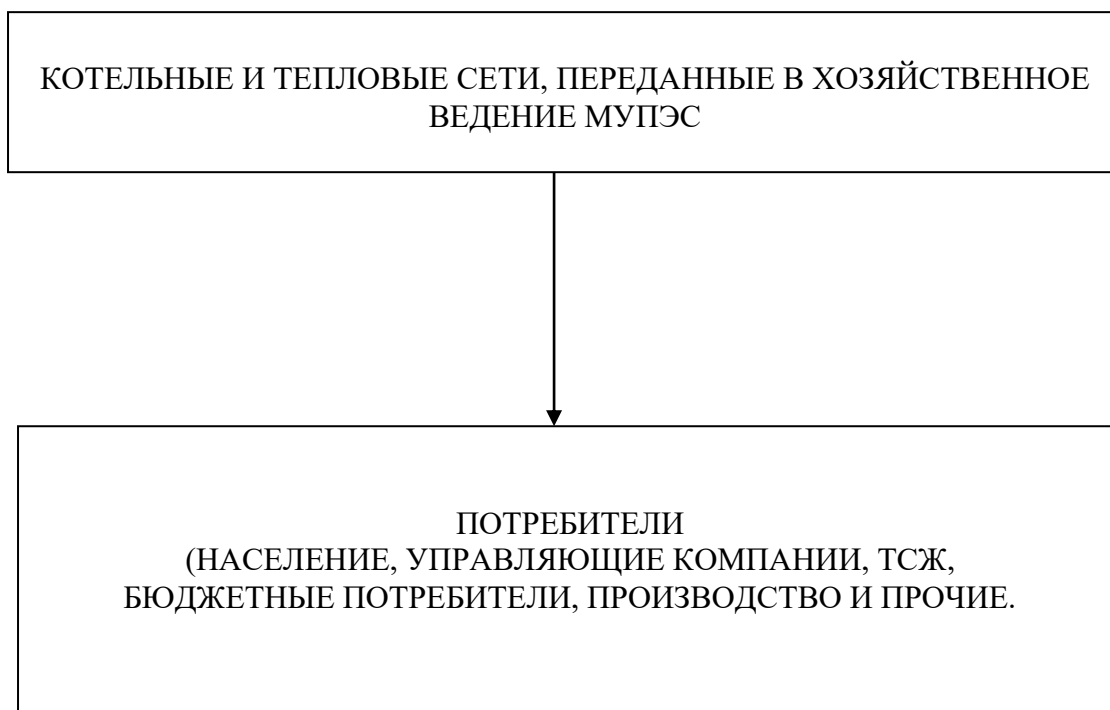 КОТЕЛЬНЫЕ И ТЕПЛОВЫЕ СЕТИ, ПЕРЕДАННЫЕ В ХОЗЯЙСТВЕННОЕ
ВЕДЕНИЕ МУПЭС
ПОТРЕБИТЕЛИ
(НАСЕЛЕНИЕ, УПРАВЛЯЮЩИЕ КОМПАНИИ, ТСЖ,
БЮДЖЕТНЫЕ ПОТРЕБИТЕЛИ, ПРОИЗВОДСТВО И ПРОЧИЕ.